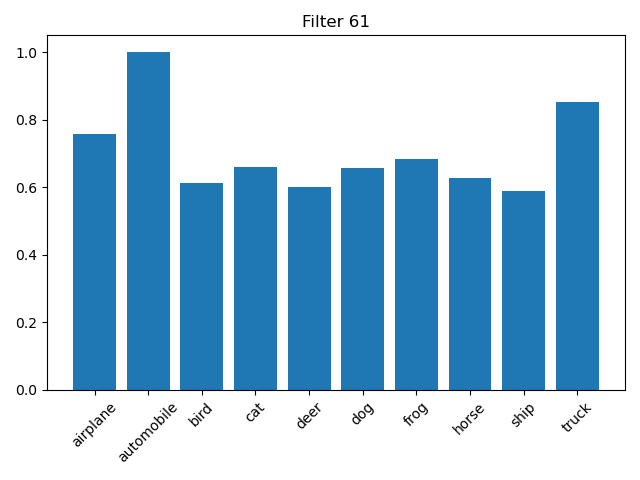 Filter 61
1.0
0.8
0.6
0.4
0.2
0.0
airplane
automobile
bird
cat
deer
dog
frog
horse
ship
truck